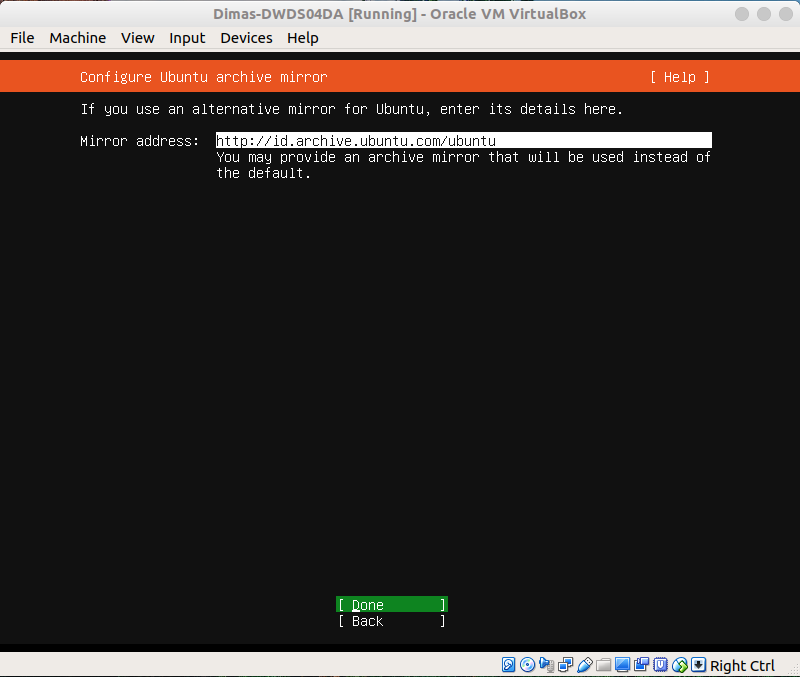 Dimas-DWDS04DA [Running] - Oracle VM VirtualBox
File Machine View Input Devices Help
Configure Ubuntu archive mirror [ Help ]
If you use an alternative mirror for Ubuntu, enter its details here.
Mirror address: http://id.archive.ubuntu.com/ubuntu
You may provide an archive mirror that will be used instead of
the default.
[ Done ]
[ Back ]
Right Ctrl